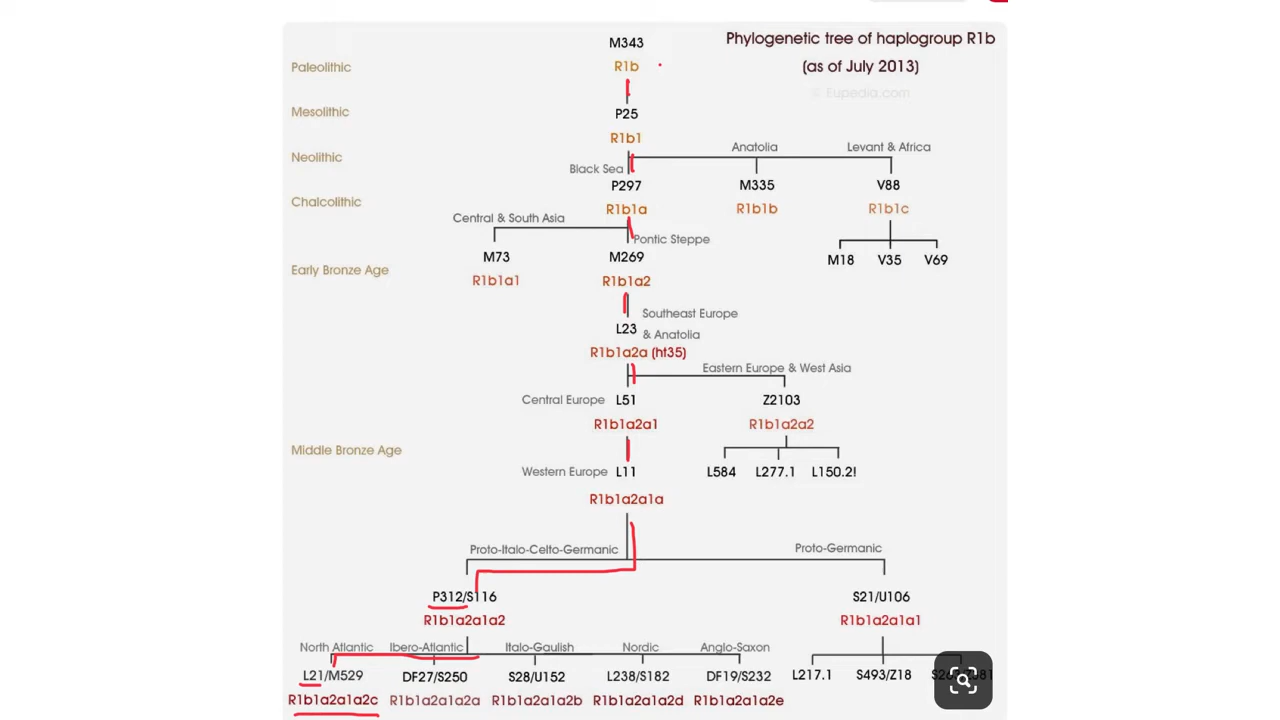 M343
Phylogenetic tree of haplogroup R1b
Paleolithic
R1b
(as of July 2013)
© Eupedia.com
Mesolithic
P25
R1b1
Neolithic
Anatolia
Levant & Africa
Black Sea
P297
M335
V88
Chalcolithic
R1b1a
R1b1b
R1b1c
Central & South Asia
Pontic Steppe
M73
M269
M18
V35
V69
Early Bronze Age
R1b1a1
R1b1a2
Southeast Europe
& Anatolia
L23
R1b1a2a (ht35)
Eastern Europe & West Asia
Central Europe
L51
Z2103
R1b1a2a1
R1b1a2a2
Middle Bronze Age
Western Europe
L11
L584
L277.1
L150.2!
R1b1a2a1a
Proto-Italo-Celto-Germanic
Proto-Germanic
P312/S116
S21/U106
R1b1a2a1a2
R1b1a2a1a1
North Atlantic
Ibero-Atlantic
Italo-Gaulish
Nordic
Anglo-Saxon
L21/M529
DF27/S250
S28/U152
L238/S182
DF19/S232
L217.1
S493/Z18
R1b1a2a1a2c
R1b1a2a1a2a
R1b1a2a1a2b
R1b1a2a1a2d
R1b1a2a1a2e